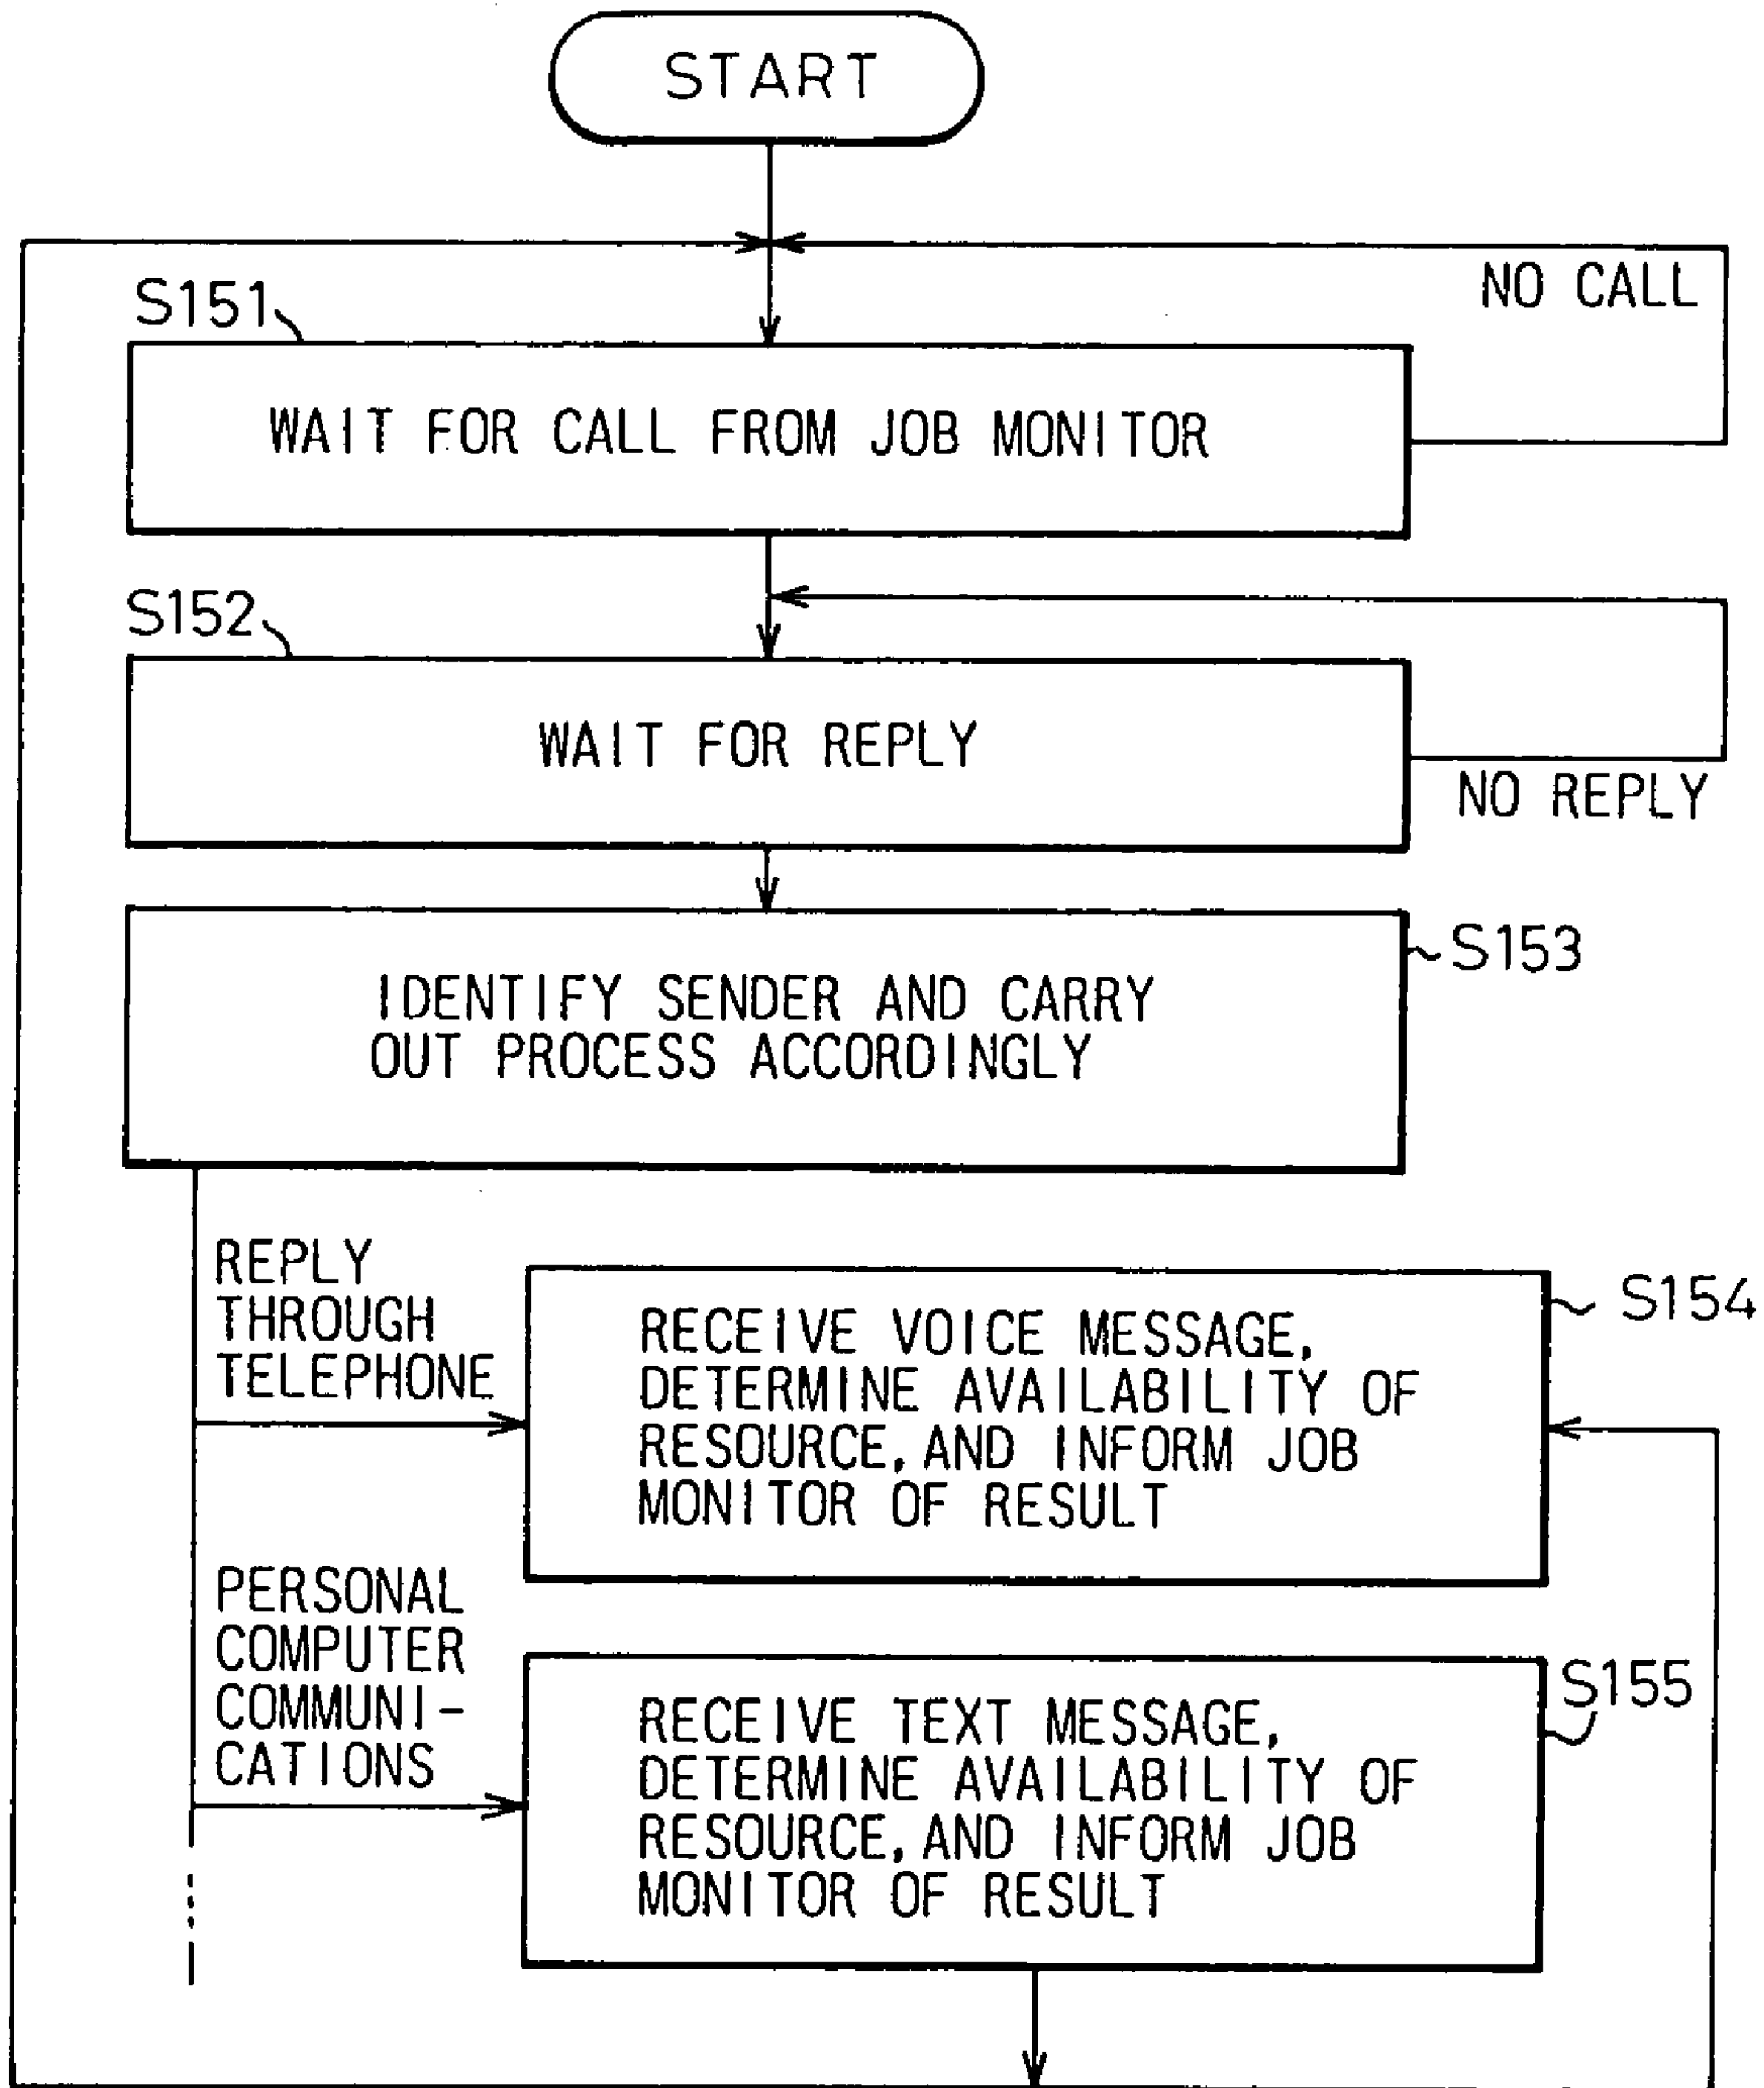 START
NO CALL
S151
WAIT FOR CALL FROM JOB MONITOR
S152
WAIT FOR REPLY
NO REPLY
S153
IDENTIFY SENDER AND CARRY
OUT PROCESS ACCORDINGLY
REPLY
THROUGH
TELEPHONE
S154
RECEIVE VOICE MESSAGE,
DETERMINE AVAILABILITY OF
RESOURCE, AND INFORM JOB
MONITOR OF RESULT
PERSONAL
COMPUTER
COMMUNI-
CATIONS
S155
RECEIVE TEXT MESSAGE,
DETERMINE AVAILABILITY OF
RESOURCE, AND INFORM JOB
MONITOR OF RESULT